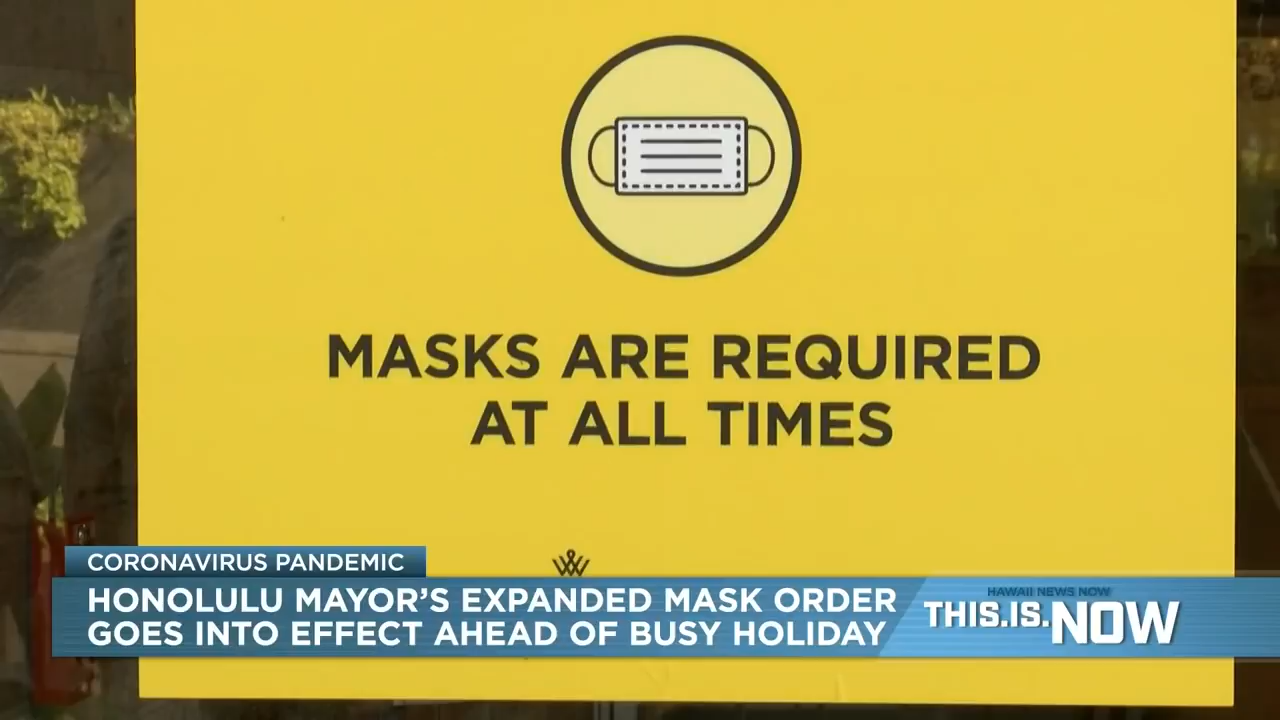 MASKS ARE REQUIRED
AT ALL TIMES
CORONAVIRUS PANDEMIC
HONOLULU MAYOR'S EXPANDED MASK ORDER
GOES INTO EFFECT AHEAD OF BUSY HOLIDAY
HAWAII NEWS NOW
THIS.IS.NOW